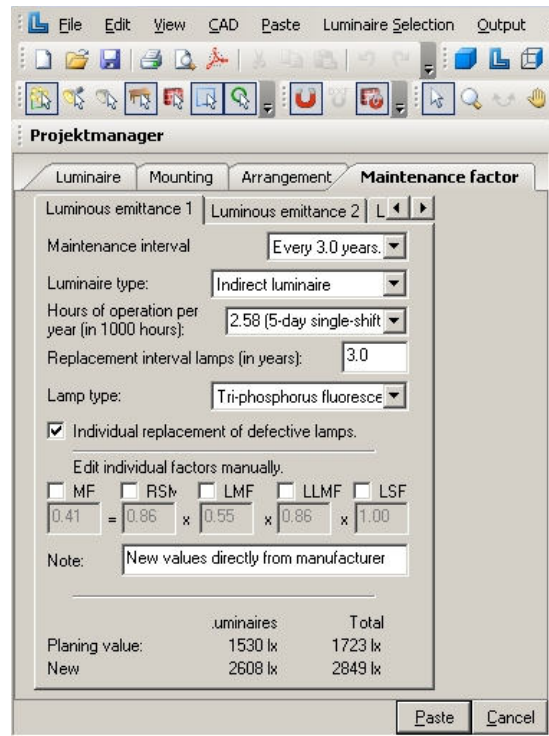 File Edit View CAD Paste Luminaire Selection Output
Projektmanager
Luminaire Mounting Arrangement Maintenance factor
Luminous emittance 1 Luminous emittance 2 L
Maintenance interval Every 3.0 years.
Luminaire type: Indirect luminaire
Hours of operation per
year (in 1000 hours): 2.58 (5-day single-shift
Replacement interval lamps (in years): 3.0
Lamp type: Tri-phosphorus fluoresce
Individual replacement of defective lamps.
Edit individual factors manually.
MF RSM LMF LLMF LSF
0.41 = 0.86 x 0.55 x 0.86 x 1.00
Note: New values directly from manufacturer
.uminaires Total
Planing value: 1530 lx 1723 lx
New 2608 lx 2849 lx
Paste Cancel